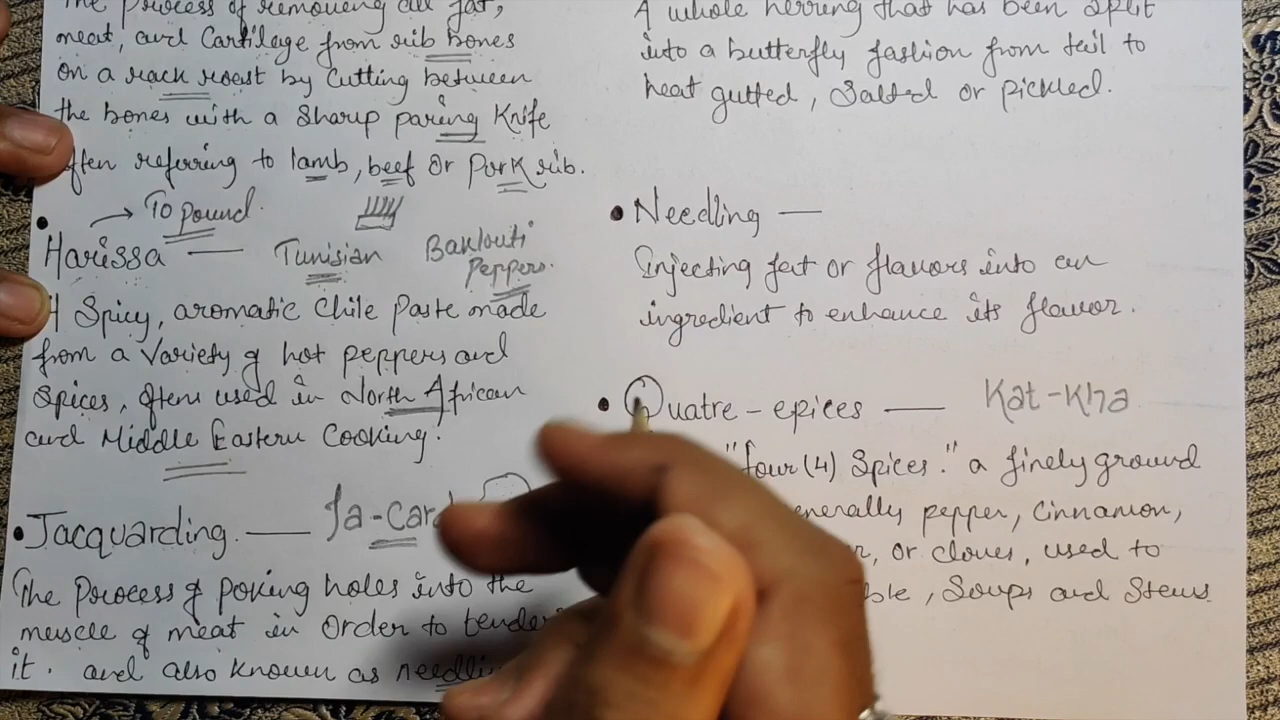 The Process of removing all fat,
meat, and Cartilage from rib bones
on a rack roast by Cutting between
the bones with a Sharp paring Knife
often referring to lamb, beef or Pork rib.
To pound.
Harissa — Tunisian Baklouti
Peppers.
A Spicy, aromatic Chile Paste made
from a Variety of hot peppers and
Spices, Often used in North African
and Middle Eastern Cooking.
• Jacquarding — Ja-Car
The Process of poking holes into the
muscle of meat in Order to tender
it. and also known as needlin
A whole herring that has been split
into a butterfly fashion from tail to
heat gutted, Salted or pickled.
• Needling —
Injecting fat or flavors into an
ingredient to enhance its flavor.
• Quatre-epices — Kat-Kha
"four (4) Spices." a finely ground
enerally pepper, Cinnamon,
or cloves, used to
ble, Soups and Stews